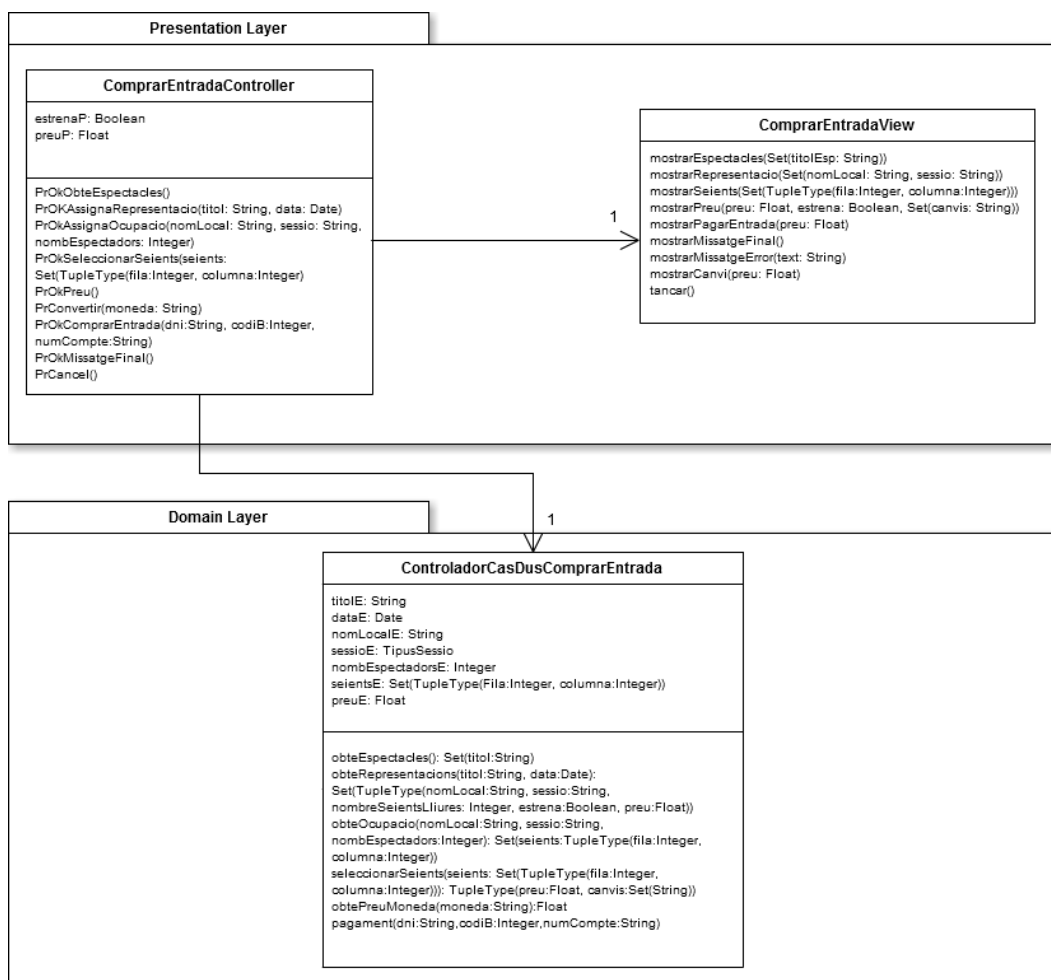 Presentation Layer
ComprarEntradaController
estrenaP: Boolean
preuP: Float
PrOkObteEspectacles()
PrOKAssignaRepresentacio(titol: String, data: Date)
PrOkAssignaOcupacio(nomLocal: String, sessio: String,
nombEspectadors: Integer)
PrOkSeleccionarSeients(seients:
Set(TupleType(fila:Integer, columna:Integer)
PrOkPreu()
PrConvertir(moneda: String)
PrOkComprarEntrada(dni:String, codiB:Integer,
numCompte:String)
PrOkMissatgeFinal()
PrCancel()
1
ComprarEntradaView
mostrarEspectacles(Set(titolEsp: String))
mostrarRepresentacio(Set(nomLocal: String, sessio: String))
mostrarSeients(Set(TupleType(fila:Integer, columna:Integer)))
mostrarPreu(preu: Float, estrena: Boolean, Set(canvis: String))
mostrarPagarEntrada(preu: Float)
mostrarMissatgeFinal()
mostrarMissatgeError(text: String)
mostrarCanvi(preu: Float)
tancar()
Domain Layer
1
ControladorCasDusComprarEntrada
titolE: String
dataE: Date
nomLocalE: String
sessioE: TipusSessio
nombEspectadorsE: Integer
seientsE: Set(TupleType(Fila:Integer, columna:Integer))
preuE: Float
obteEspectacles(): Set(titol:String)
obteRepresentacions(titol:String, data:Date):
Set(TupleType(nomLocal:String, sessio:String,
nombreSeientsLliures: Integer, estrena:Boolean, preu:Float))
obteOcupacio(nomLocal:String, sessio:String,
nombEspectadors:Integer): Set(seients:TupleType(fila:Integer,
columna:Integer))
seleccionarSeients(seients: Set(TupleType(fila:Integer,
columna:Integer))): TupleType(preu:Float, canvis:Set(String))
obtePreuMoneda(moneda:String):Float
pagament(dni:String,codiB:Integer,numCompte:String)